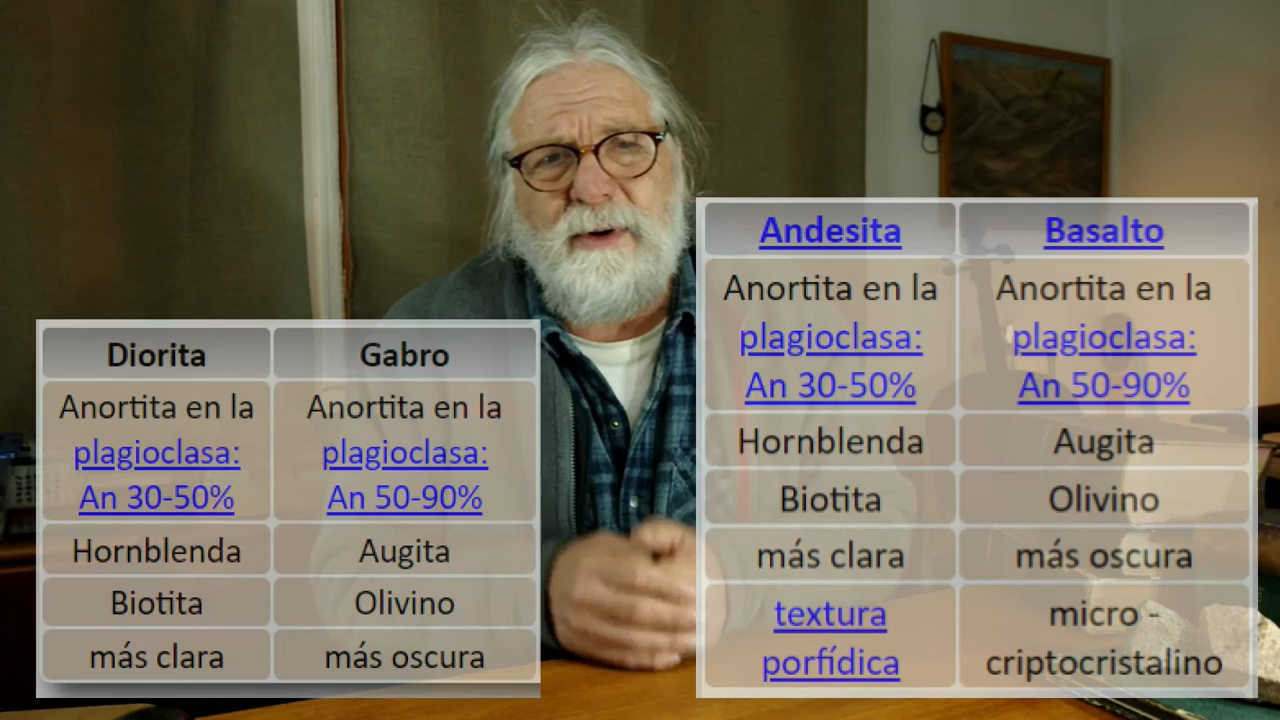 Diorita
Gabro
Anortita en la
plagioclasa:
An 30-50%
Anortita en la
plagioclasa:
An 50-90%
Hornblenda
Augita
Biotita
Olivino
más clara
más oscura
Andesita
Basalto
Anortita en la
plagioclasa:
An 30-50%
Anortita en la
plagioclasa:
An 50-90%
Hornblenda
Augita
Biotita
Olivino
más clara
más oscura
textura
porfídica
micro -
criptocristalino